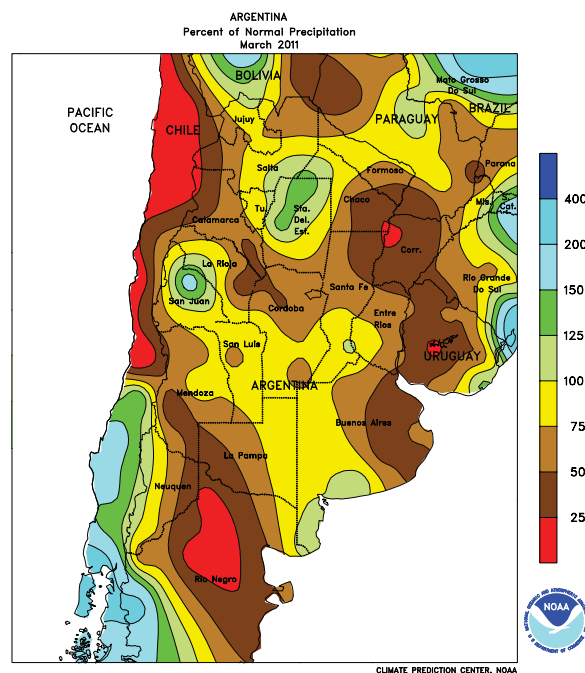 ARGENTINA
Percent of Normal Precipitation
March 2011
BOLIVIA
Mato Grosso
Do Sul
PACIFIC
OCEAN
Jujuy
PARAGUAY
BRAZIL
CHILE
Salta
Formosa
Parana
Chaco
Mis.
S.
Cat.
Tu.
Sta.
Del.
Est.
Catamarca
Corr.
La Rioja
Rio Grande
Do Sul
San Juan
Santa Fe
Cordoba
Entre
Rios
San Luis
URUGUAY
ARGENTINA
Mendoza
Buenos Aires
La Pampa
Neuquen
Rio Negro
400
200
150
125
100
75
50
25
NOAA
CLIMATE PREDICTION CENTER, NOAA